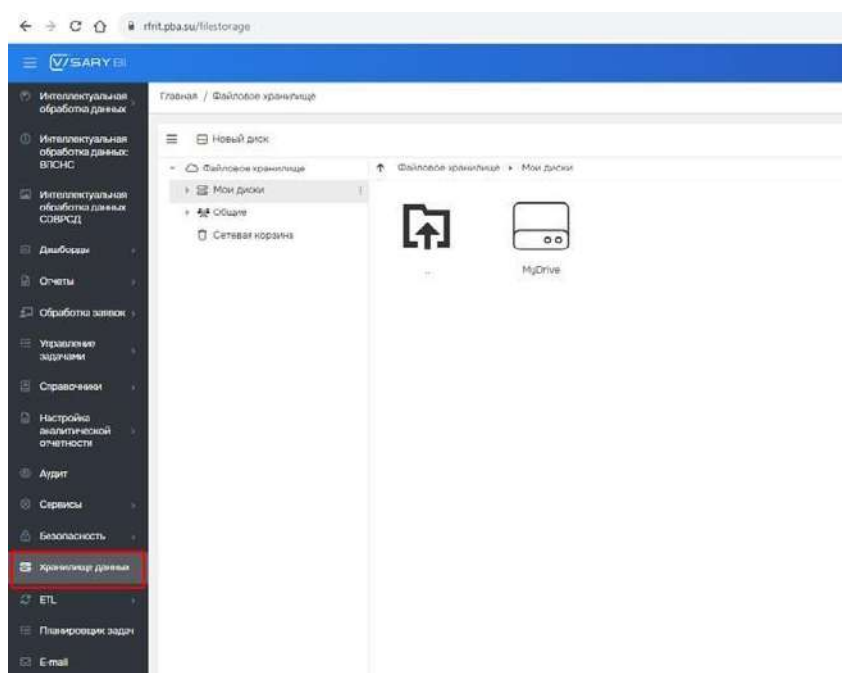 rfrit.pba.su/filestorage
VISARY BI
Интеллектуальная
обработка данных
Главная / Файловое хранилище
Интеллектуальная
обработка данных:
ВПСНС
Новый диск
Файловое хранилище
Файловое хранилище ▸ Мои диски
Мои диски
Интеллектуальная
обработка данных
СОВРСД
Общие
Сетевая корзина
Дашборды
..
MyDrive
Отчеты
Обработка заявок
Управление
задачами
Справочники
Настройка
аналитической
отчетности
Аудит
Сервисы
Безопасность
Хранилище данных
ETL
Планировщик задач
E-mail